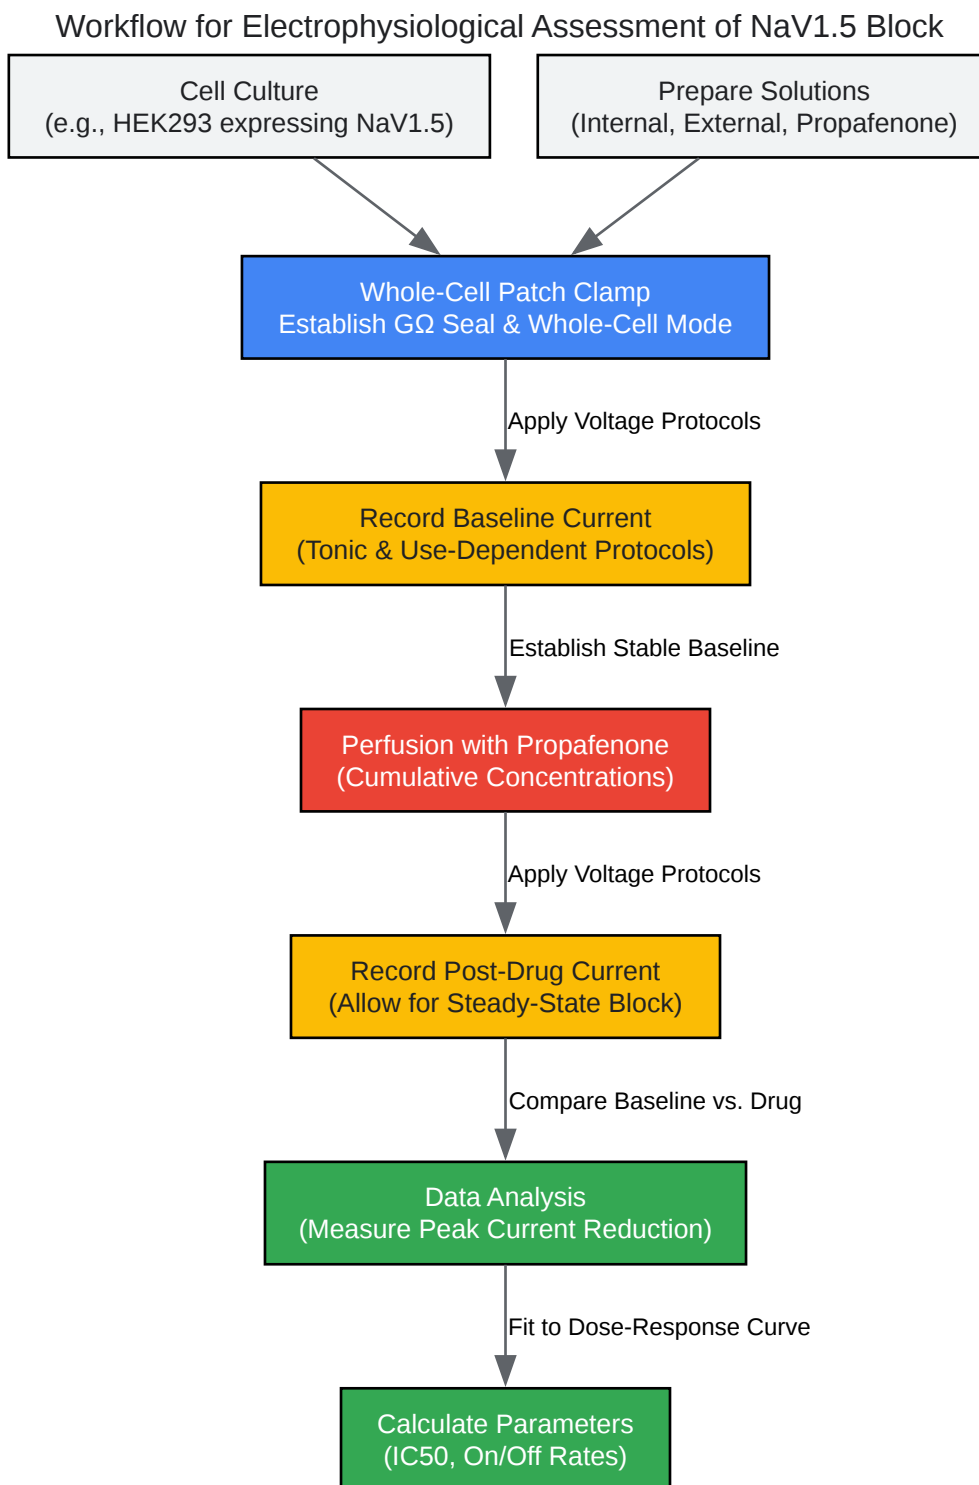 Workflow for Electrophysiological Assessment of NaV1.5 Block
Cell Culture
(e.g., HEK293 expressing NaV1.5)
Prepare Solutions
(Internal, External, Propafenone)
Whole-Cell Patch Clamp
Establish GΩ Seal & Whole-Cell Mode
Apply Voltage Protocols
Record Baseline Current
(Tonic & Use-Dependent Protocols)
Establish Stable Baseline
Perfusion with Propafenone
(Cumulative Concentrations)
Apply Voltage Protocols
Record Post-Drug Current
(Allow for Steady-State Block)
Compare Baseline vs. Drug
Data Analysis
(Measure Peak Current Reduction)
Fit to Dose-Response Curve
Calculate Parameters
(IC50, On/Off Rates)